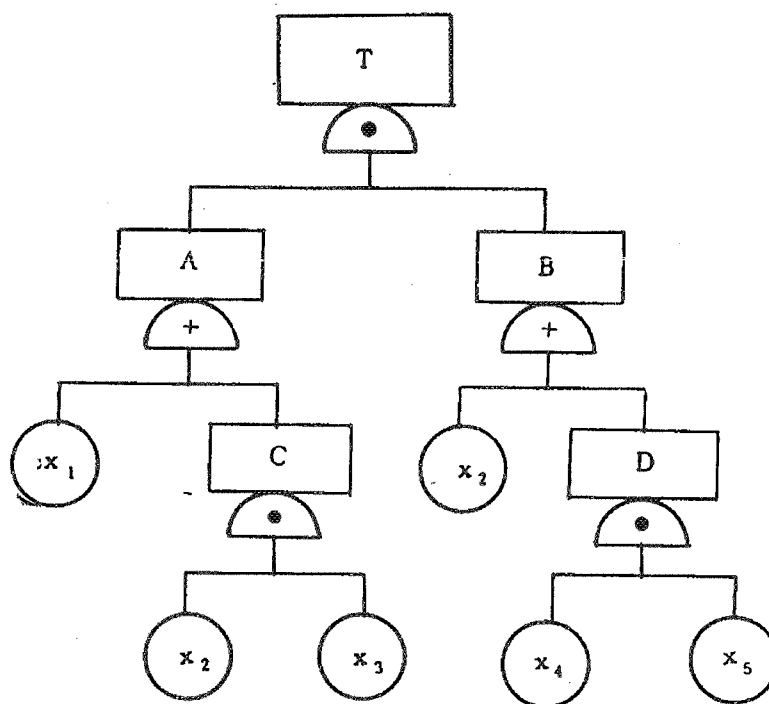 T
•
A B
+ +
x₁ C x₂ D
• •
x₂ x₃ x₄ x₅